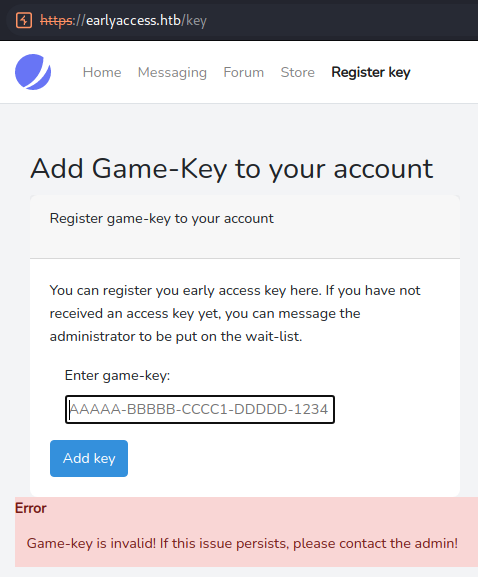 https://earlyaccess.htb/key
Home Messaging Forum Store Register key
Add Game-Key to your account
Register game-key to your account
You can register you early access key here. If you have not
received an access key yet, you can message the
administrator to be put on the wait-list.
Enter game-key:
AAAAA-BBBBB-CCCC1-DDDDD-1234
Add key
Error
Game-key is invalid! If this issue persists, please contact the admin!